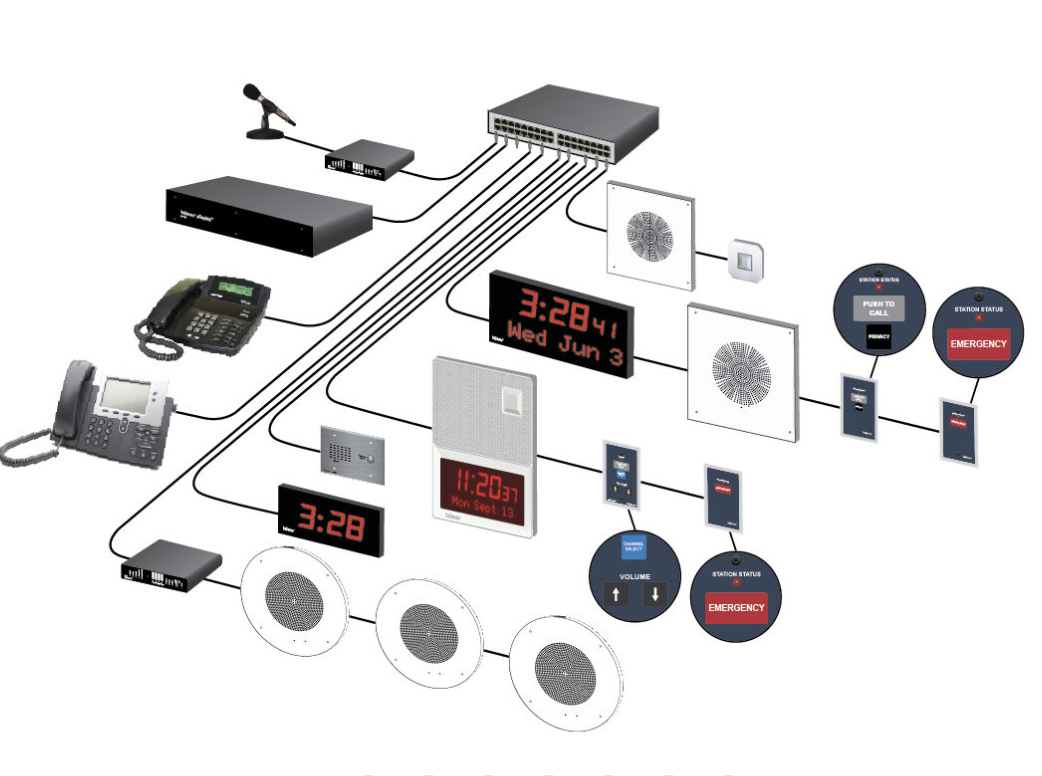 3:28 41
Wed Jun 3
STATION STATUS
PUSH TO
CALL
PRIVACY
STATION STATUS
EMERGENCY
11:20 37
Mon Sept 13
3:28
CHANNEL
SELECT
VOLUME
STATION STATUS
EMERGENCY